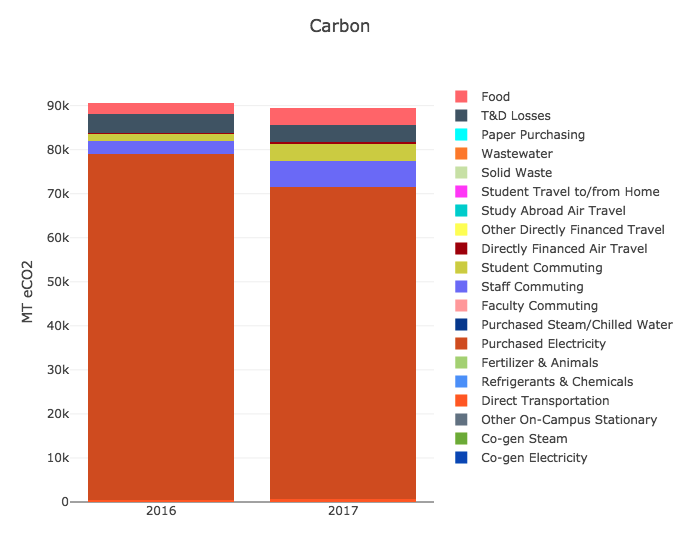 Carbon
MT eCO2
90k
80k
70k
60k
50k
40k
30k
20k
10k
0
2016
2017
Food
T&D Losses
Paper Purchasing
Wastewater
Solid Waste
Student Travel to/from Home
Study Abroad Air Travel
Other Directly Financed Travel
Directly Financed Air Travel
Student Commuting
Staff Commuting
Faculty Commuting
Purchased Steam/Chilled Water
Purchased Electricity
Fertilizer & Animals
Refrigerants & Chemicals
Direct Transportation
Other On-Campus Stationary
Co-gen Steam
Co-gen Electricity